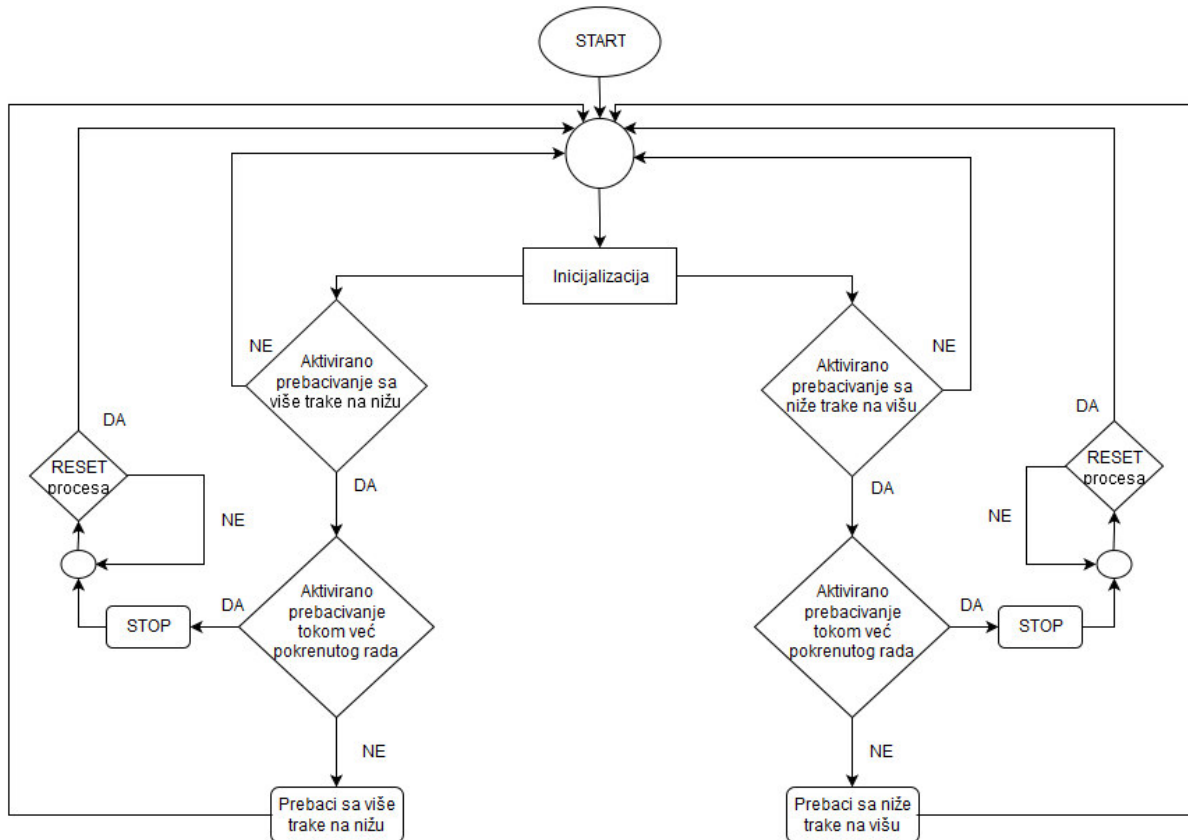 START
Inicijalizacija
NE
Aktivirano
prebacivanje sa
više trake na nižu
DA
Aktivirano
prebacivanje sa
niže trake na višu
NE
DA
DA
RESET
procesa
NE
DA
RESET
procesa
NE
DA
Aktivirano
prebacivanje
tokom već
pokrenutog rada
DA
STOP
Aktivirano
prebacivanje
tokom već
pokrenutog rada
DA
STOP
NE
NE
Prebaci sa više
trake na nižu
Prebaci sa niže
trake na višu